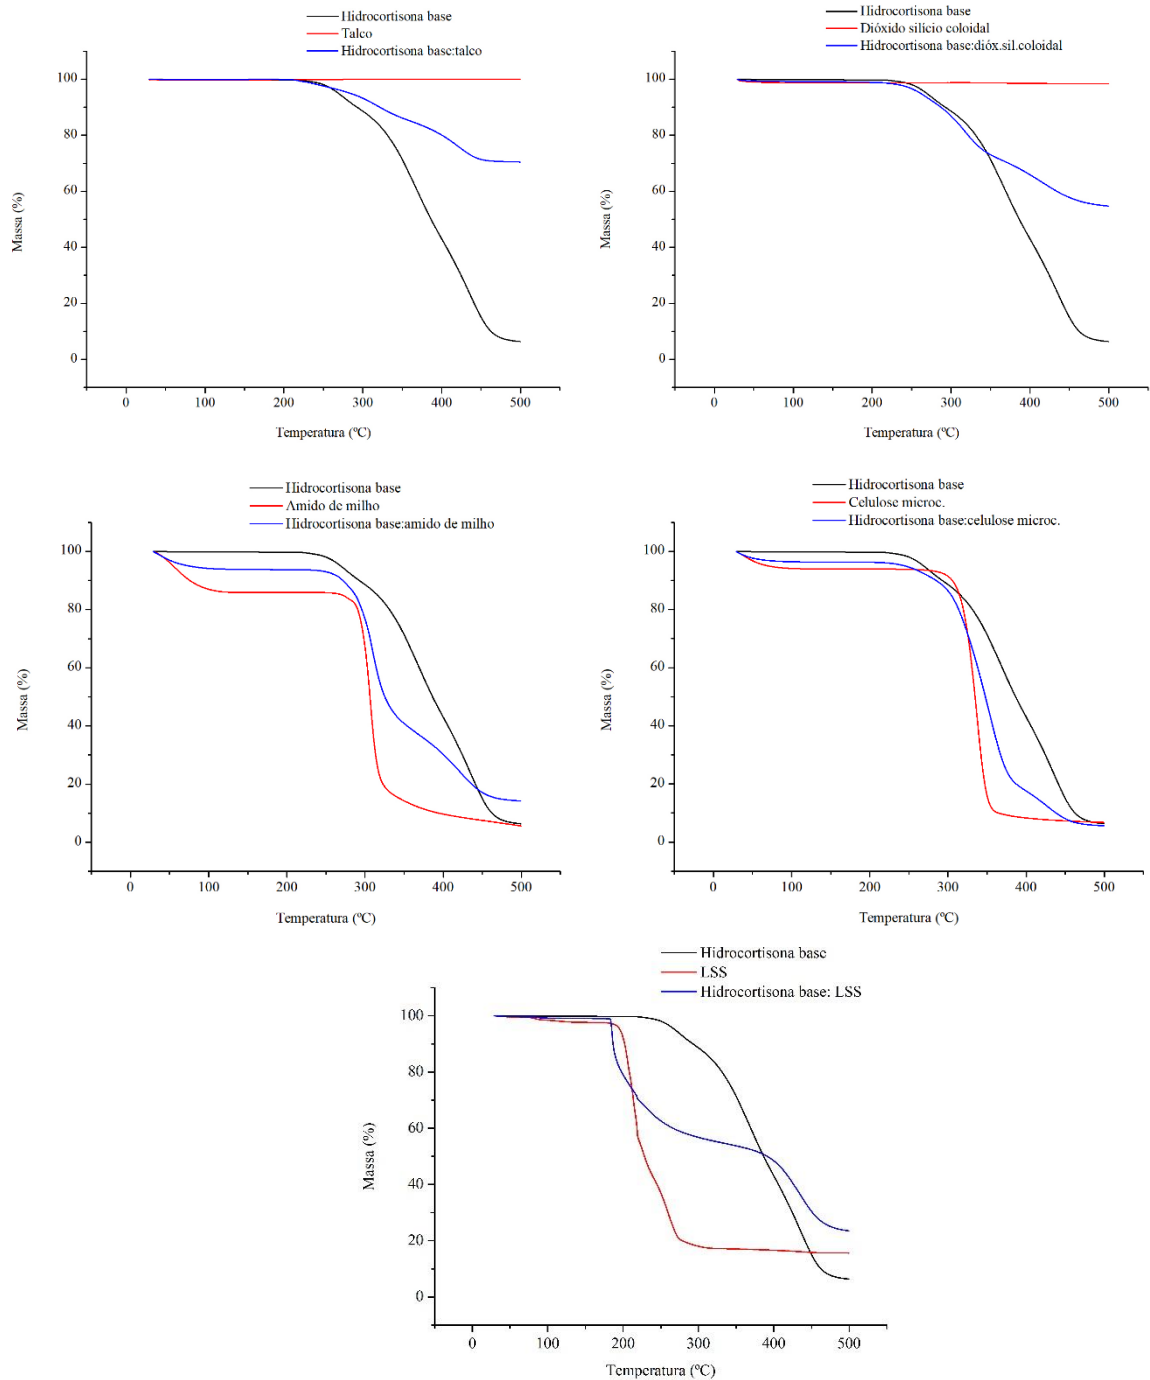 Hidrocortisona base
Talco
Hidrocortisona base:talco
100
80
60
40
20
0
Massa (%)
0 100 200 300 400 500
Temperatura (ºC)
Hidrocortisona base
Dióxido silício coloidal
Hidrocortisona base:dióx.sil.coloidal
100
80
60
40
20
0
Massa (%)
0 100 200 300 400 500
Temperatura (ºC)
Hidrocortisona base
Amido de milho
Hidrocortisona base:amido de milho
100
80
60
40
20
0
Massa (%)
0 100 200 300 400 500
Temperatura (ºC)
Hidrocortisona base
Celulose microc.
Hidrocortisona base:celulose microc.
100
80
60
40
20
0
Massa (%)
0 100 200 300 400 500
Temperatura (ºC)
Hidrocortisona base
LSS
Hidrocortisona base: LSS
100
80
60
40
20
0
Massa (%)
0 100 200 300 400 500
Temperatura (ºC)